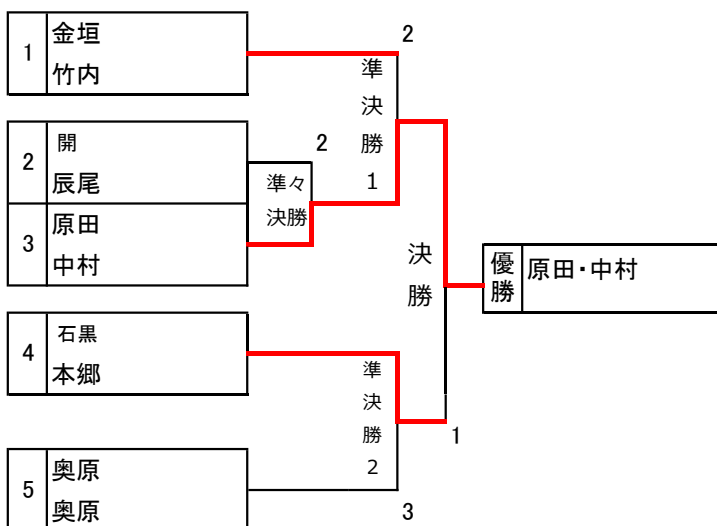 1
金垣
竹内
2
開
辰尾
3
原田
中村
4
石黒
本郷
5
奥原
奥原
準々
決勝
2
準決勝1
2
準決勝2
3
決勝
1
優勝
原田・中村